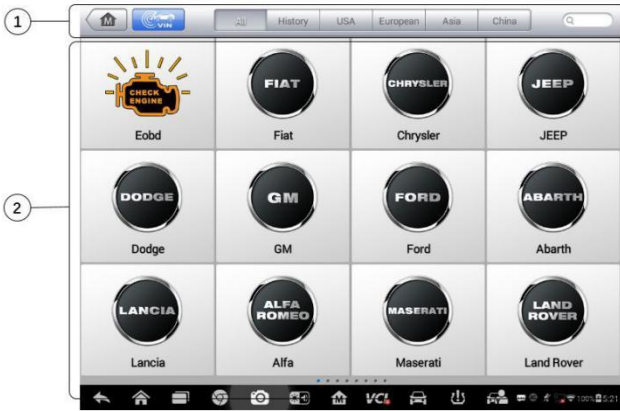 1
M
VIN
All
History
USA
European
Asia
China
2
CHECK
ENGINE
FIAT
CHRYSLER
JEEP
Eobd
Fiat
Chrysler
JEEP
DODGE
GM
FORD
ABARTH
Dodge
GM
Ford
Abarth
LANCIA
ALFA
ROMEO
MASERATI
LAND
ROVER
Lancia
Alfa
Maserati
Land Rover
M
VCI
100%
5:21